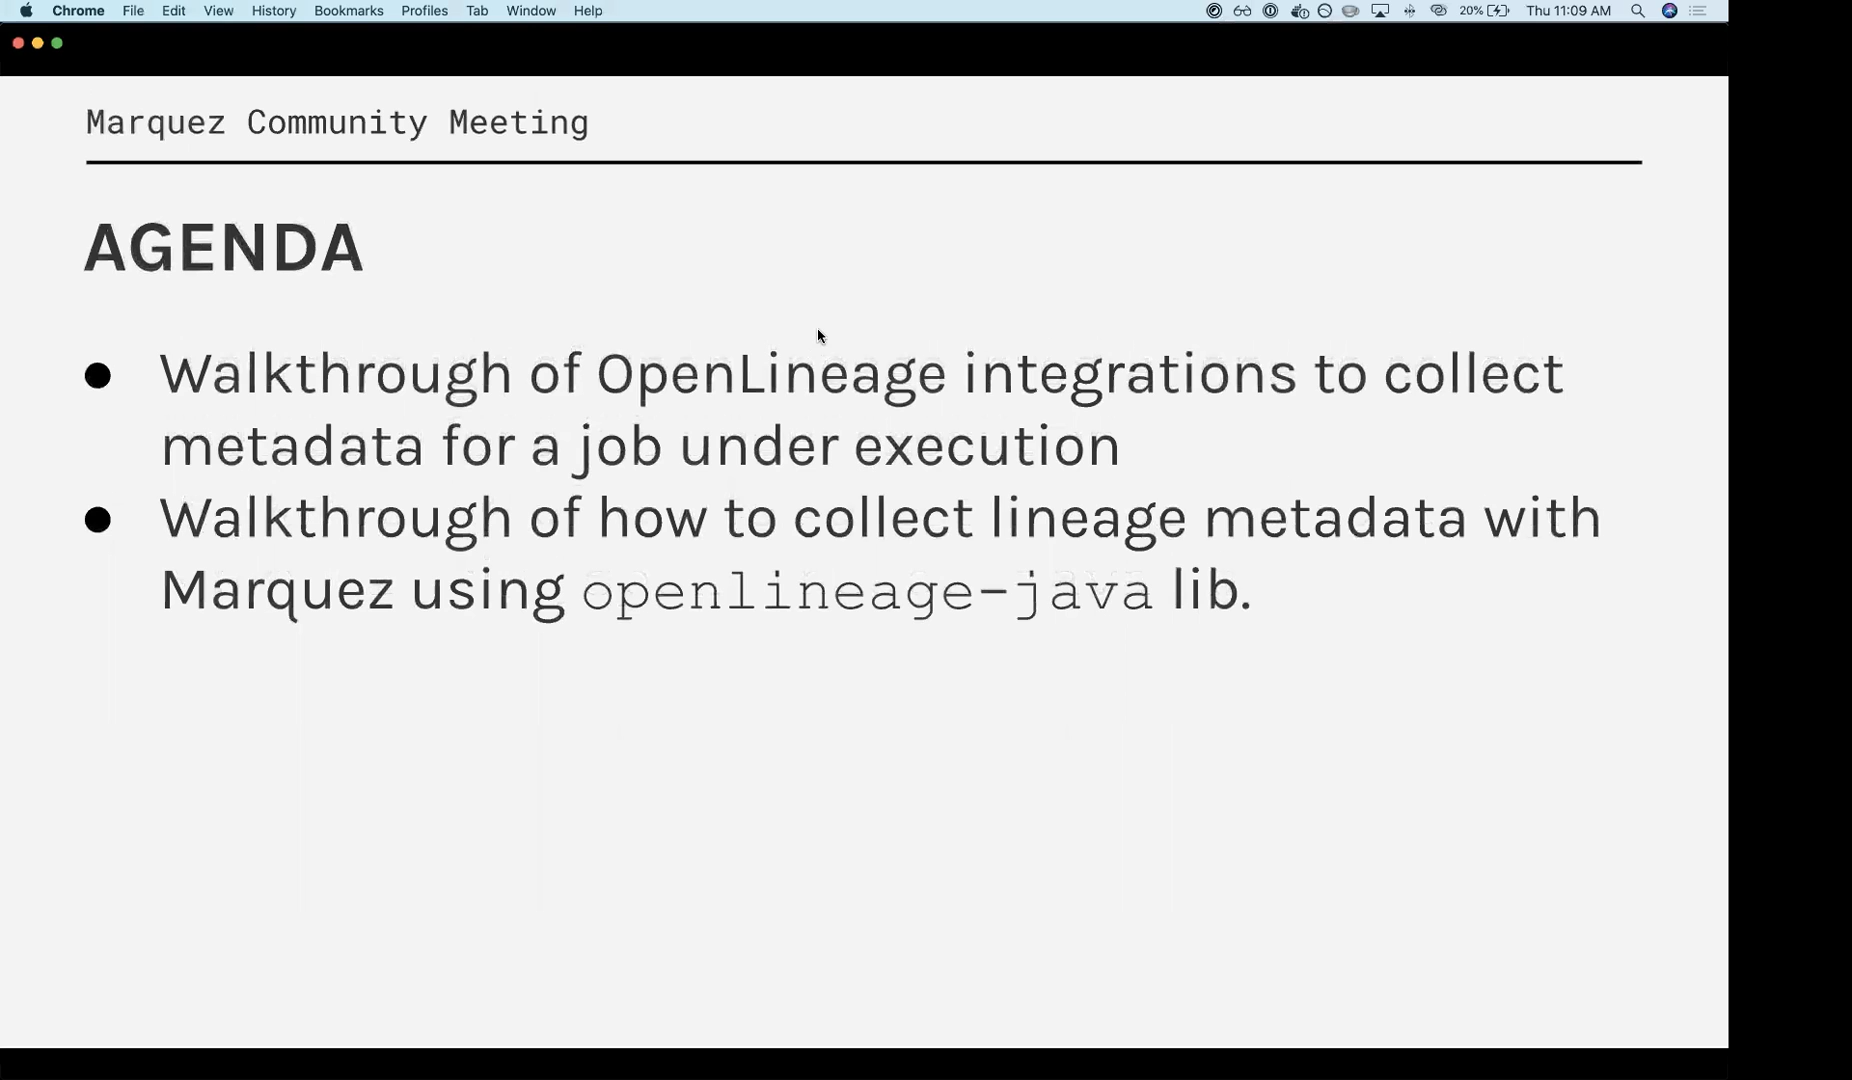 Chrome File Edit View History Bookmarks Profiles Tab Window Help 20% Thu 11:09 AM
Marquez Community Meeting
AGENDA
● Walkthrough of OpenLineage integrations to collect
metadata for a job under execution
● Walkthrough of how to collect lineage metadata with
Marquez using openlineage-java lib.